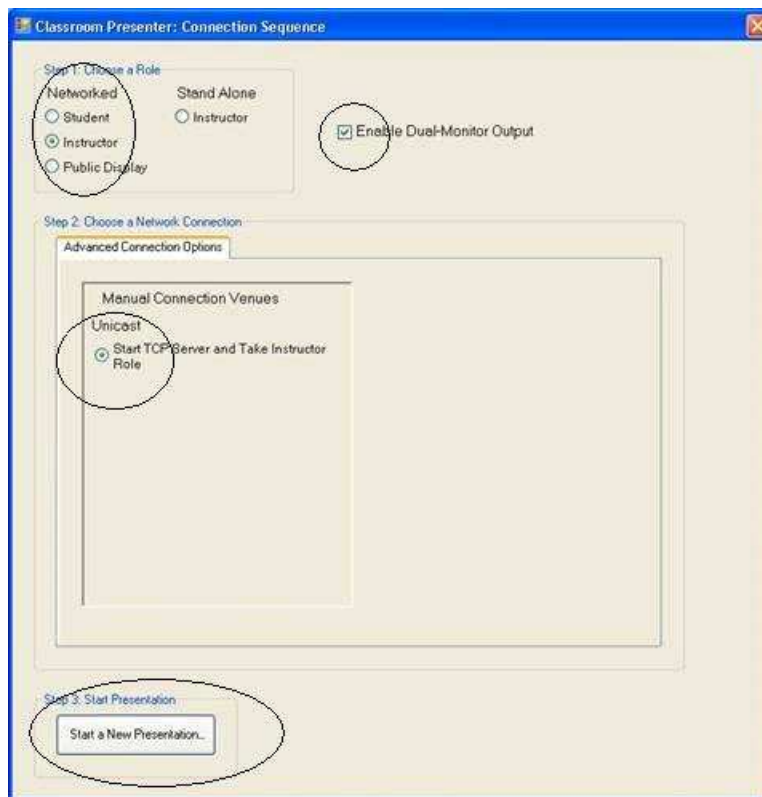 Classroom Presenter: Connection Sequence
Step 1: Choose a Role
Networked Stand Alone
Student Instructor
Instructor
Public Display
Enable Dual-Monitor Output
Step 2: Choose a Network Connection
Advanced Connection Options
Manual Connection Venues
Unicast
Start TCP Server and Take Instructor
Role
Step 3: Start Presentation
Start a New Presentation...